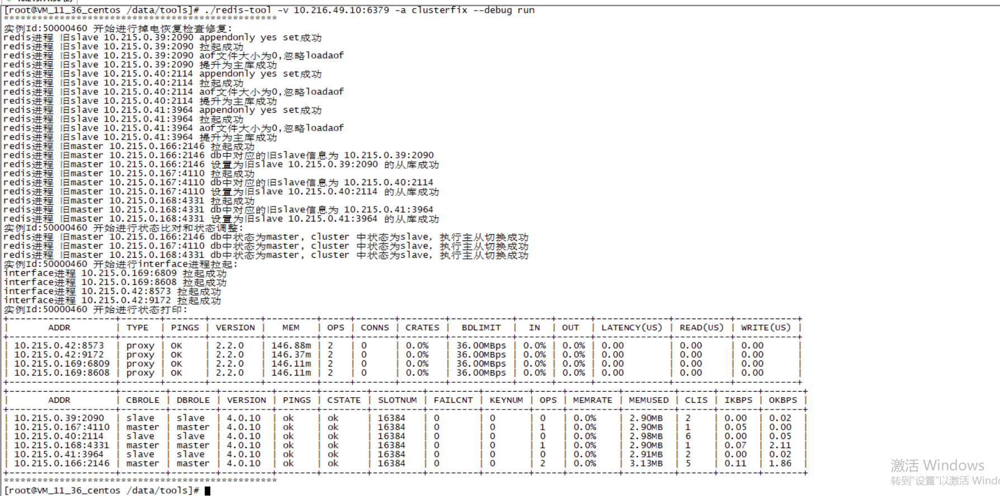 [root@VM_11_36_centos /data/tools]# ./redis-tool -v 10.216.49.10:6379 -a clusterfix --debug run
*************************************************
实例Id:50000460 开始进行掉电恢复检查修复:
redis进程 旧slave 10.215.0.39:2090 appendonly yes set成功
redis进程 旧slave 10.215.0.39:2090 拉起成功
redis进程 旧slave 10.215.0.39:2090 aof文件大小为0,忽略loadaof
redis进程 旧slave 10.215.0.39:2090 提升为主库成功
redis进程 旧slave 10.215.0.40:2114 appendonly yes set成功
redis进程 旧slave 10.215.0.40:2114 拉起成功
redis进程 旧slave 10.215.0.40:2114 aof文件大小为0,忽略loadaof
redis进程 旧slave 10.215.0.40:2114 提升为主库成功
redis进程 旧slave 10.215.0.41:3964 appendonly yes set成功
redis进程 旧slave 10.215.0.41:3964 拉起成功
redis进程 旧slave 10.215.0.41:3964 aof文件大小为0,忽略loadaof
redis进程 旧slave 10.215.0.41:3964 提升为主库成功
redis进程 旧master 10.215.0.166:2146 拉起成功
redis进程 旧master 10.215.0.166:2146 db中对应的旧slave信息为 10.215.0.39:2090
redis进程 旧master 10.215.0.166:2146 设置为旧slave 10.215.0.39:2090 的从库成功
redis进程 旧master 10.215.0.167:4110 拉起成功
redis进程 旧master 10.215.0.167:4110 db中对应的旧slave信息为 10.215.0.40:2114
redis进程 旧master 10.215.0.167:4110 设置为旧slave 10.215.0.40:2114 的从库成功
redis进程 旧master 10.215.0.168:4331 拉起成功
redis进程 旧master 10.215.0.168:4331 db中对应的旧slave信息为 10.215.0.41:3964
redis进程 旧master 10.215.0.168:4331 设置为旧slave 10.215.0.41:3964 的从库成功
实例Id:50000460 开始进行状态比对和状态调整:
redis进程 旧master 10.215.0.166:2146 db中状态为master, cluster 中状态为slave, 执行主从切换成功
redis进程 旧master 10.215.0.167:4110 db中状态为master, cluster 中状态为slave, 执行主从切换成功
redis进程 旧master 10.215.0.168:4331 db中状态为master, cluster 中状态为slave, 执行主从切换成功
实例Id:50000460 开始进行interface进程拉起:
interface进程 10.215.0.169:6809 拉起成功
interface进程 10.215.0.169:8608 拉起成功
interface进程 10.215.0.42:8573 拉起成功
interface进程 10.215.0.42:9172 拉起成功
实例Id:50000460 开始进行状态打印:
| ADDR | TYPE | PINGS | VERSION | MEM | OPS | CONNS | CRATES | BDLIMIT | IN | OUT | LATENCY(US) | READ(US) | WRITE(US) |
| 10.215.0.42:8573 | proxy | OK | 2.2.0 | 146.88m | 2 | 0 | 0.0% | 36.00MBps | 0.0% | 0.0% | 0.00 | 0.00 | 0.00 |
| 10.215.0.42:9172 | proxy | OK | 2.2.0 | 146.37m | 2 | 0 | 0.0% | 36.00MBps | 0.0% | 0.0% | 0.00 | 0.00 | 0.00 |
| 10.215.0.169:6809 | proxy | OK | 2.2.0 | 146.11m | 2 | 0 | 0.0% | 36.00MBps | 0.0% | 0.0% | 0.00 | 0.00 | 0.00 |
| 10.215.0.169:8608 | proxy | OK | 2.2.0 | 146.11m | 2 | 0 | 0.0% | 36.00MBps | 0.0% | 0.0% | 0.00 | 0.00 | 0.00 |
| ADDR | CBROLE | DBROLE | VERSION | PINGS | CSTATE | SLOTNUM | FAILCNT | KEYNUM | OPS | MEMRATE | MEMUSED | CLIS | IKBPS | OKBPS |
| 10.215.0.39:2090 | slave | slave | 4.0.10 | ok | ok | 16384 | 0 | 0 | 0 | 0.0% | 2.90MB | 2 | 0.00 | 0.02 |
| 10.215.0.167:4110 | master | master | 4.0.10 | ok | ok | 16384 | 0 | 0 | 1 | 0.0% | 2.90MB | 1 | 0.05 | 0.00 |
| 10.215.0.40:2114 | slave | slave | 4.0.10 | ok | ok | 16384 | 0 | 0 | 0 | 0.0% | 2.98MB | 6 | 0.00 | 0.05 |
| 10.215.0.168:4331 | master | master | 4.0.10 | ok | ok | 16384 | 0 | 0 | 1 | 0.0% | 2.90MB | 1 | 0.07 | 2.11 |
| 10.215.0.41:3964 | slave | slave | 4.0.10 | ok | ok | 16384 | 0 | 0 | 0 | 0.0% | 2.91MB | 2 | 0.00 | 0.02 |
| 10.215.0.166:2146 | master | master | 4.0.10 | ok | ok | 16384 | 0 | 0 | 2 | 0.0% | 3.13MB | 5 | 0.11 | 1.86 |
*************************************************
[root@VM_11_36_centos /data/tools]#
激活 Windows
转到"设置"以激活 Wind